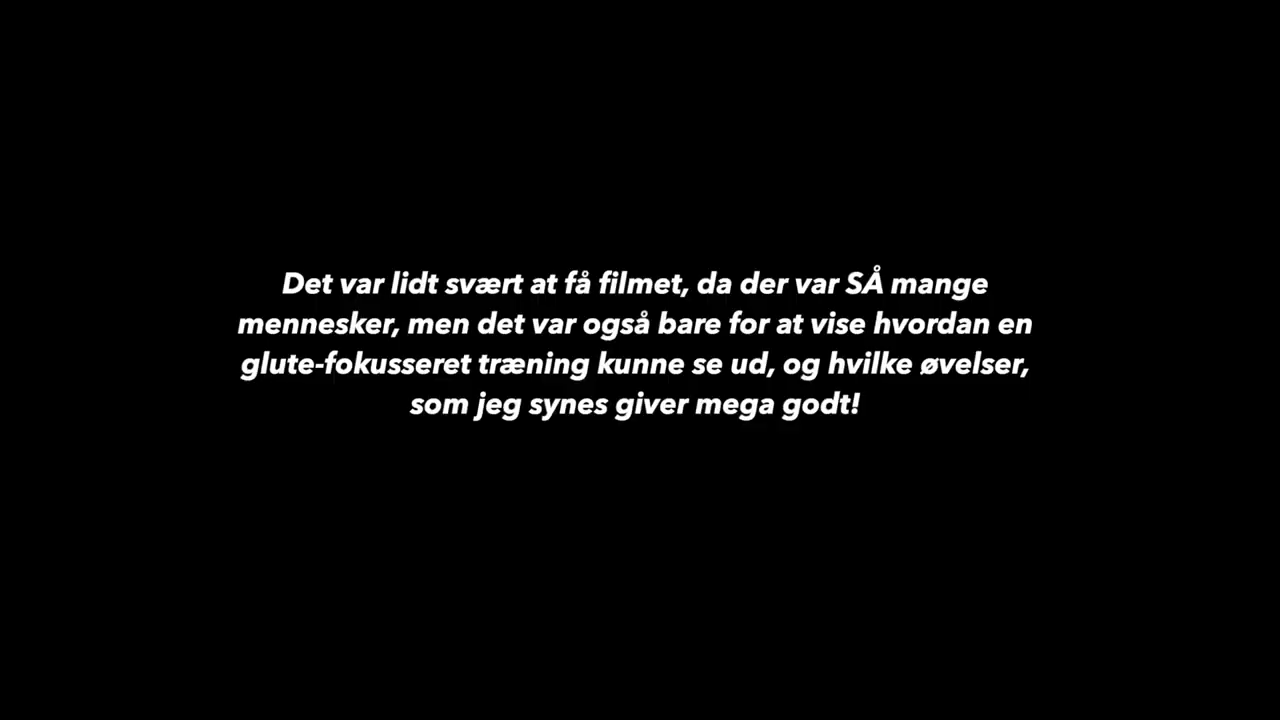 Det var lidt svært at få filmet, da der var SÅ mange
mennesker, men det var også bare for at vise hvordan en
glute-fokusseret træning kunne se ud, og hvilke øvelser,
som jeg synes giver mega godt!